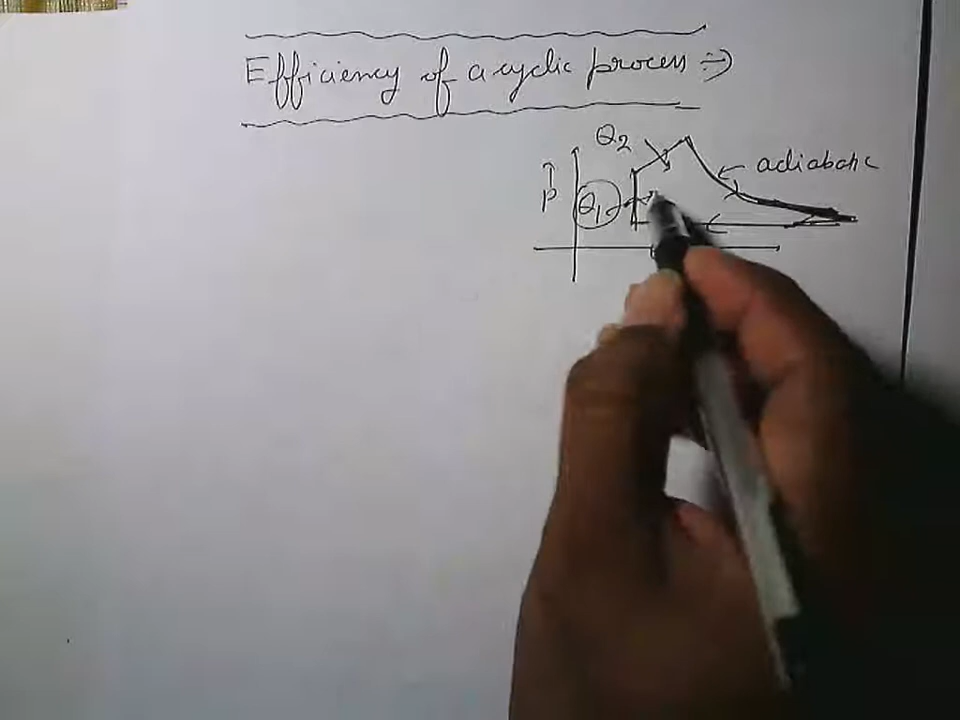 Efficiency of a cyclic process ⇒
Q2
adiabatic
↑
P
Q1